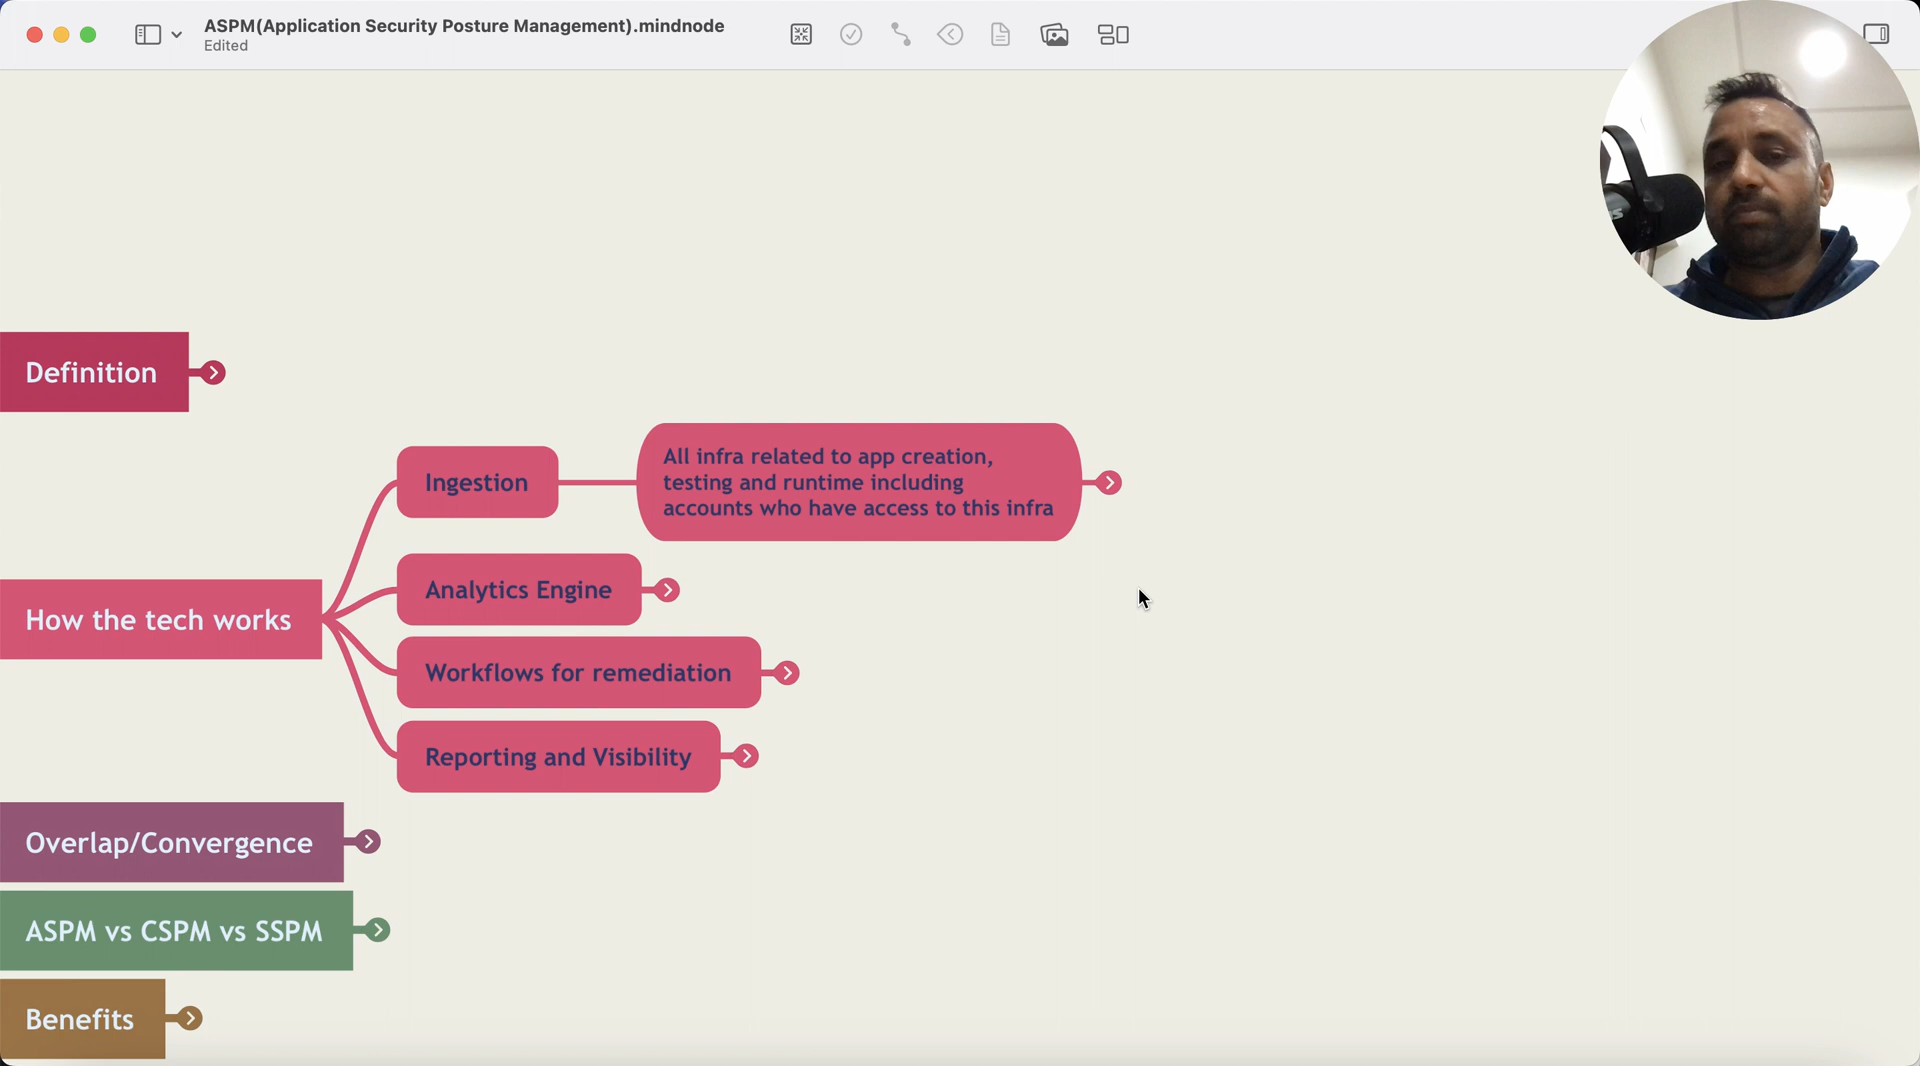 ASPM(Application Security Posture Management).mindnode
Edited
Definition
Ingestion
All infra related to app creation,
testing and runtime including
accounts who have access to this infra
Analytics Engine
How the tech works
Workflows for remediation
Reporting and Visibility
Overlap/Convergence
ASPM vs CSPM vs SSPM
Benefits